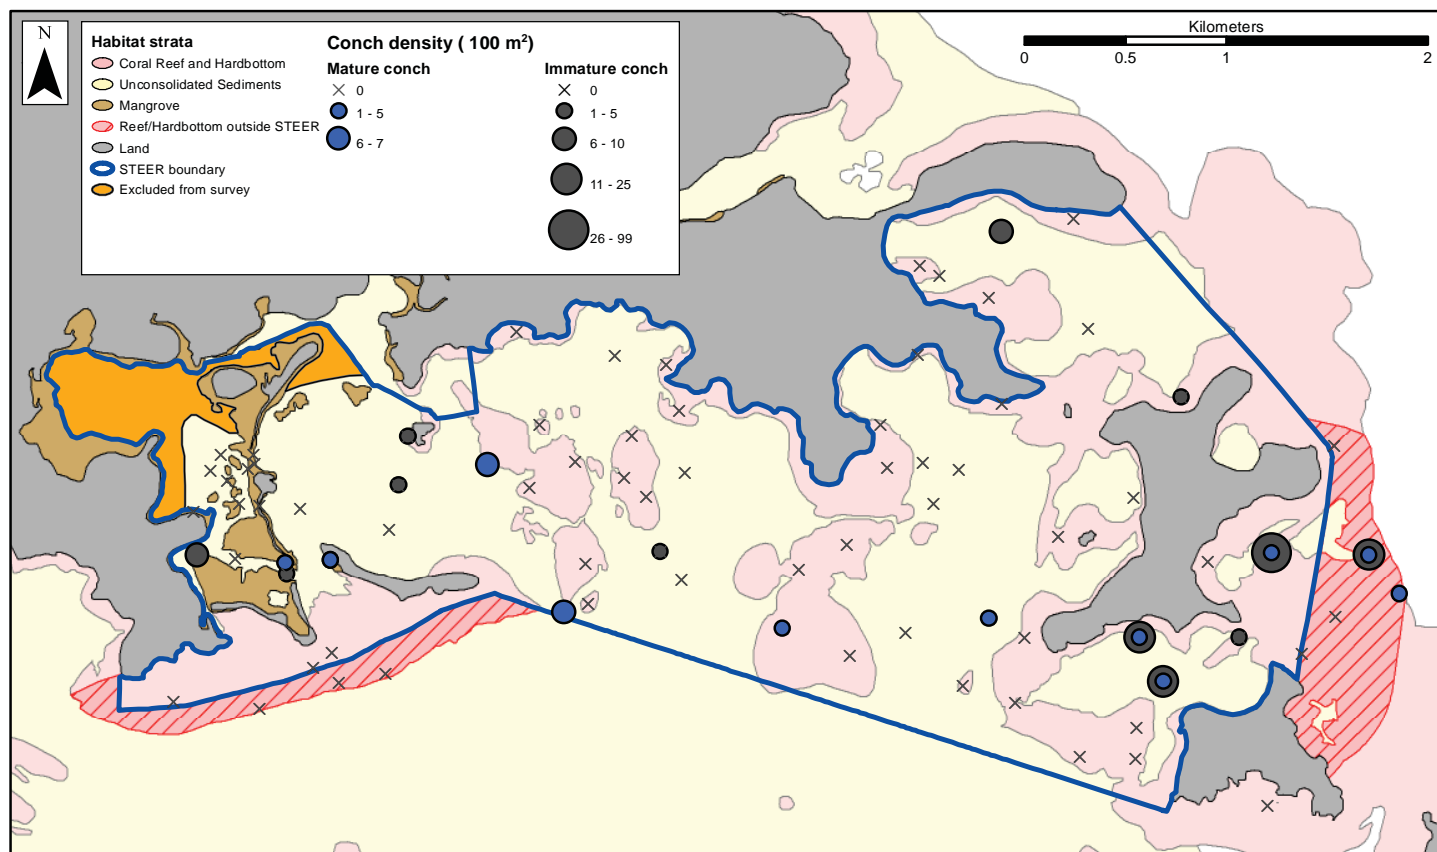 N
Habitat strata
Coral Reef and Hardbottom
Unconsolidated Sediments
Mangrove
Reef/Hardbottom outside STEER
Land
STEER boundary
Excluded from survey
Conch density ( 100 m²)
Mature conch
0
1 - 5
6 - 7
Immature conch
0
1 - 5
6 - 10
11 - 25
26 - 99
Kilometers
0 0.5 1 2